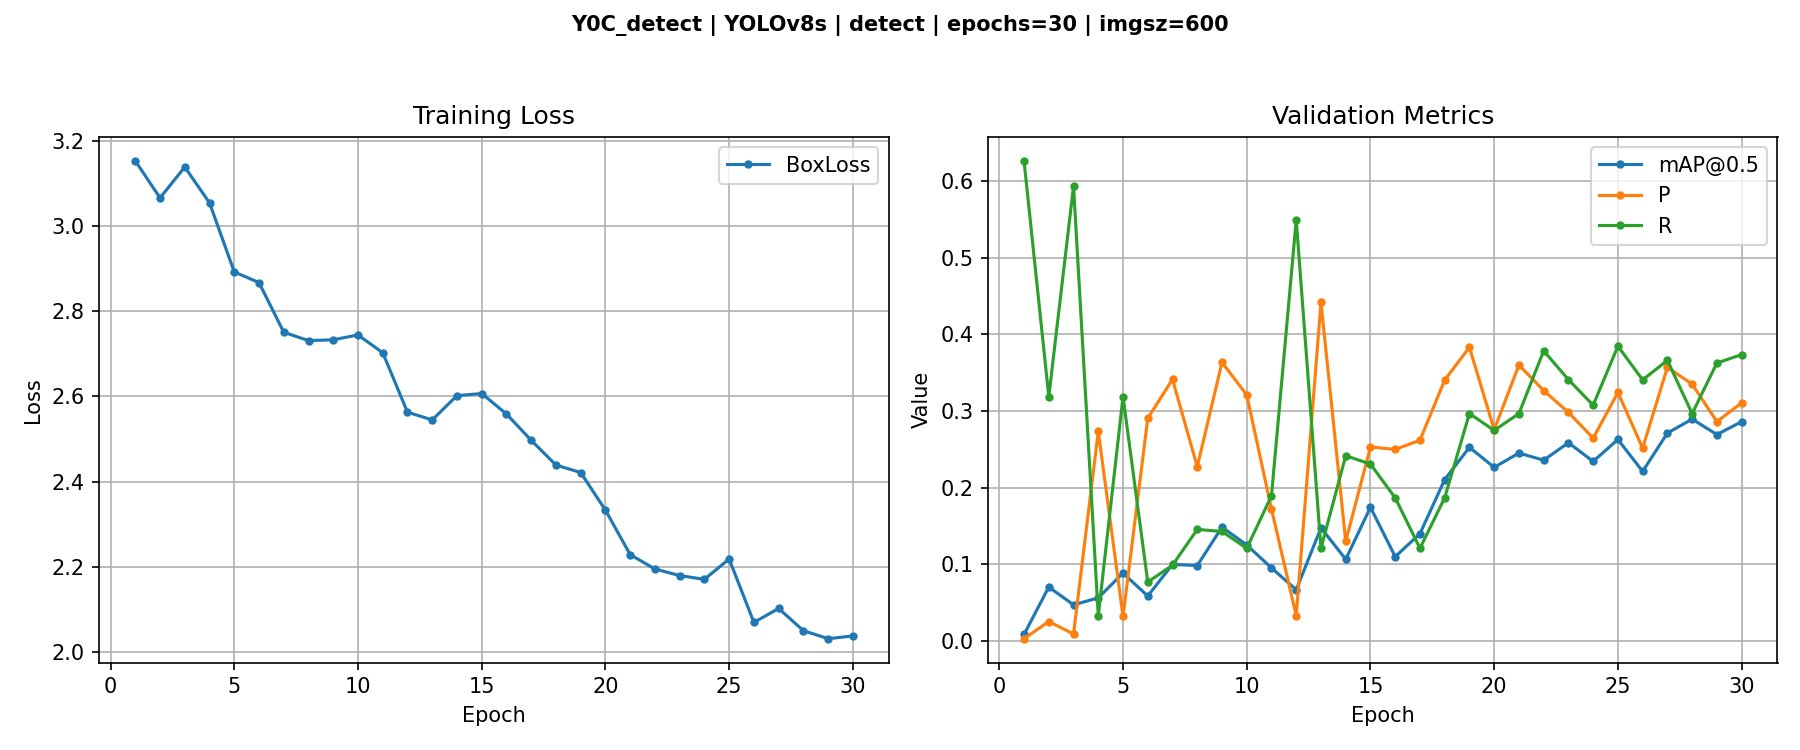 Y0C_detect | YOLOv8s | detect | epochs=30 | imgsz=600
Training Loss
3.2
3.0
2.8
2.6
2.4
2.2
2.0
Loss
0 5 10 15 20 25 30
Epoch
BoxLoss
Validation Metrics
0.6
0.5
0.4
0.3
0.2
0.1
0.0
Value
0 5 10 15 20 25 30
Epoch
mAP@0.5
P
R